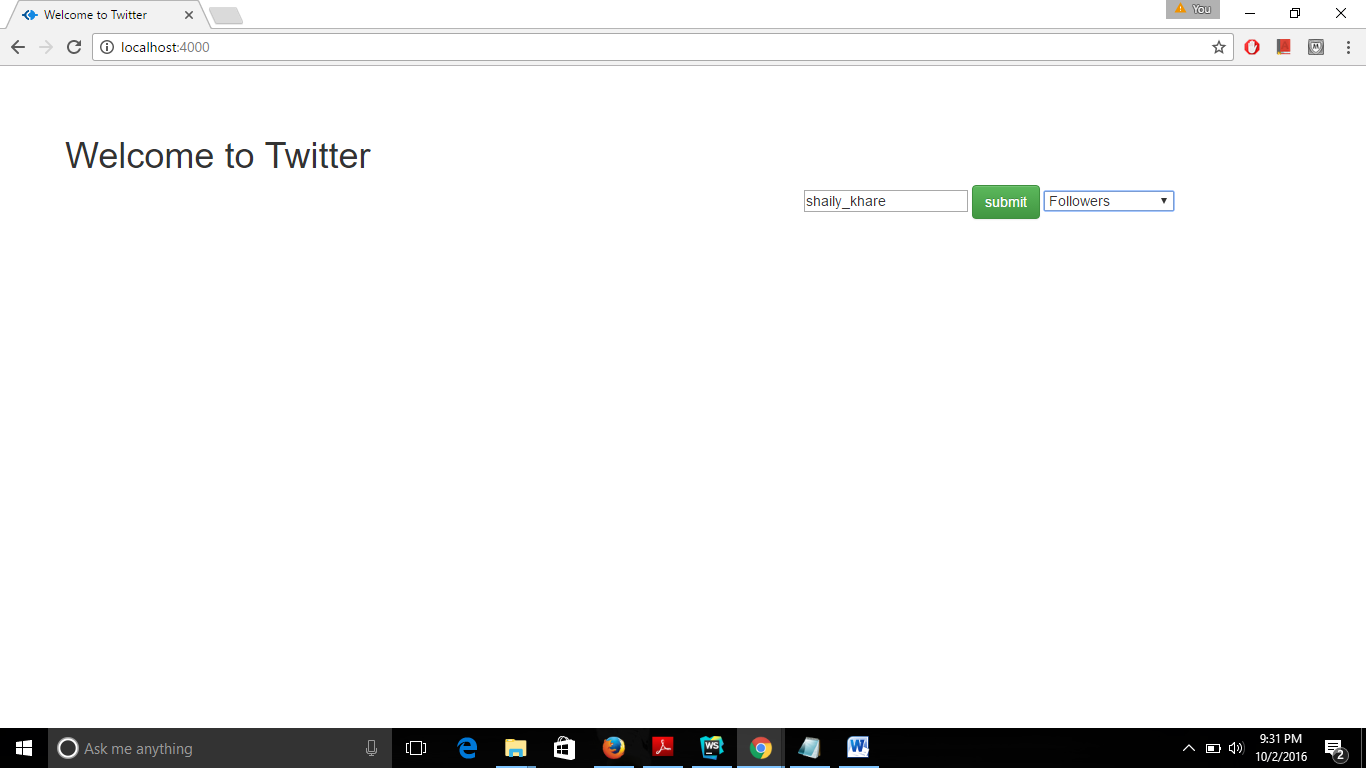 Welcome to Twitter
You
localhost:4000
Welcome to Twitter
shaily_khare submit Followers
Ask me anything
WS
9:31 PM
10/2/2016
2